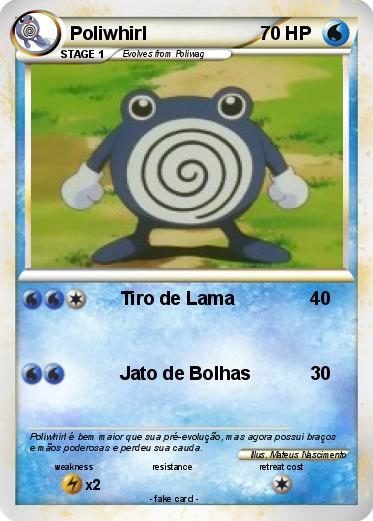 Poliwhirl 70 HP
STAGE 1 Evolves from Poliwag
Tiro de Lama 40
Jato de Bolhas 30
Poliwhirl é bem maior que sua pré-evolução, mas agora possui braços
e mãos poderosas e perdeu sua cauda.
Illus. Mateus Nascimento
weakness resistance retreat cost
x2
- fake card -